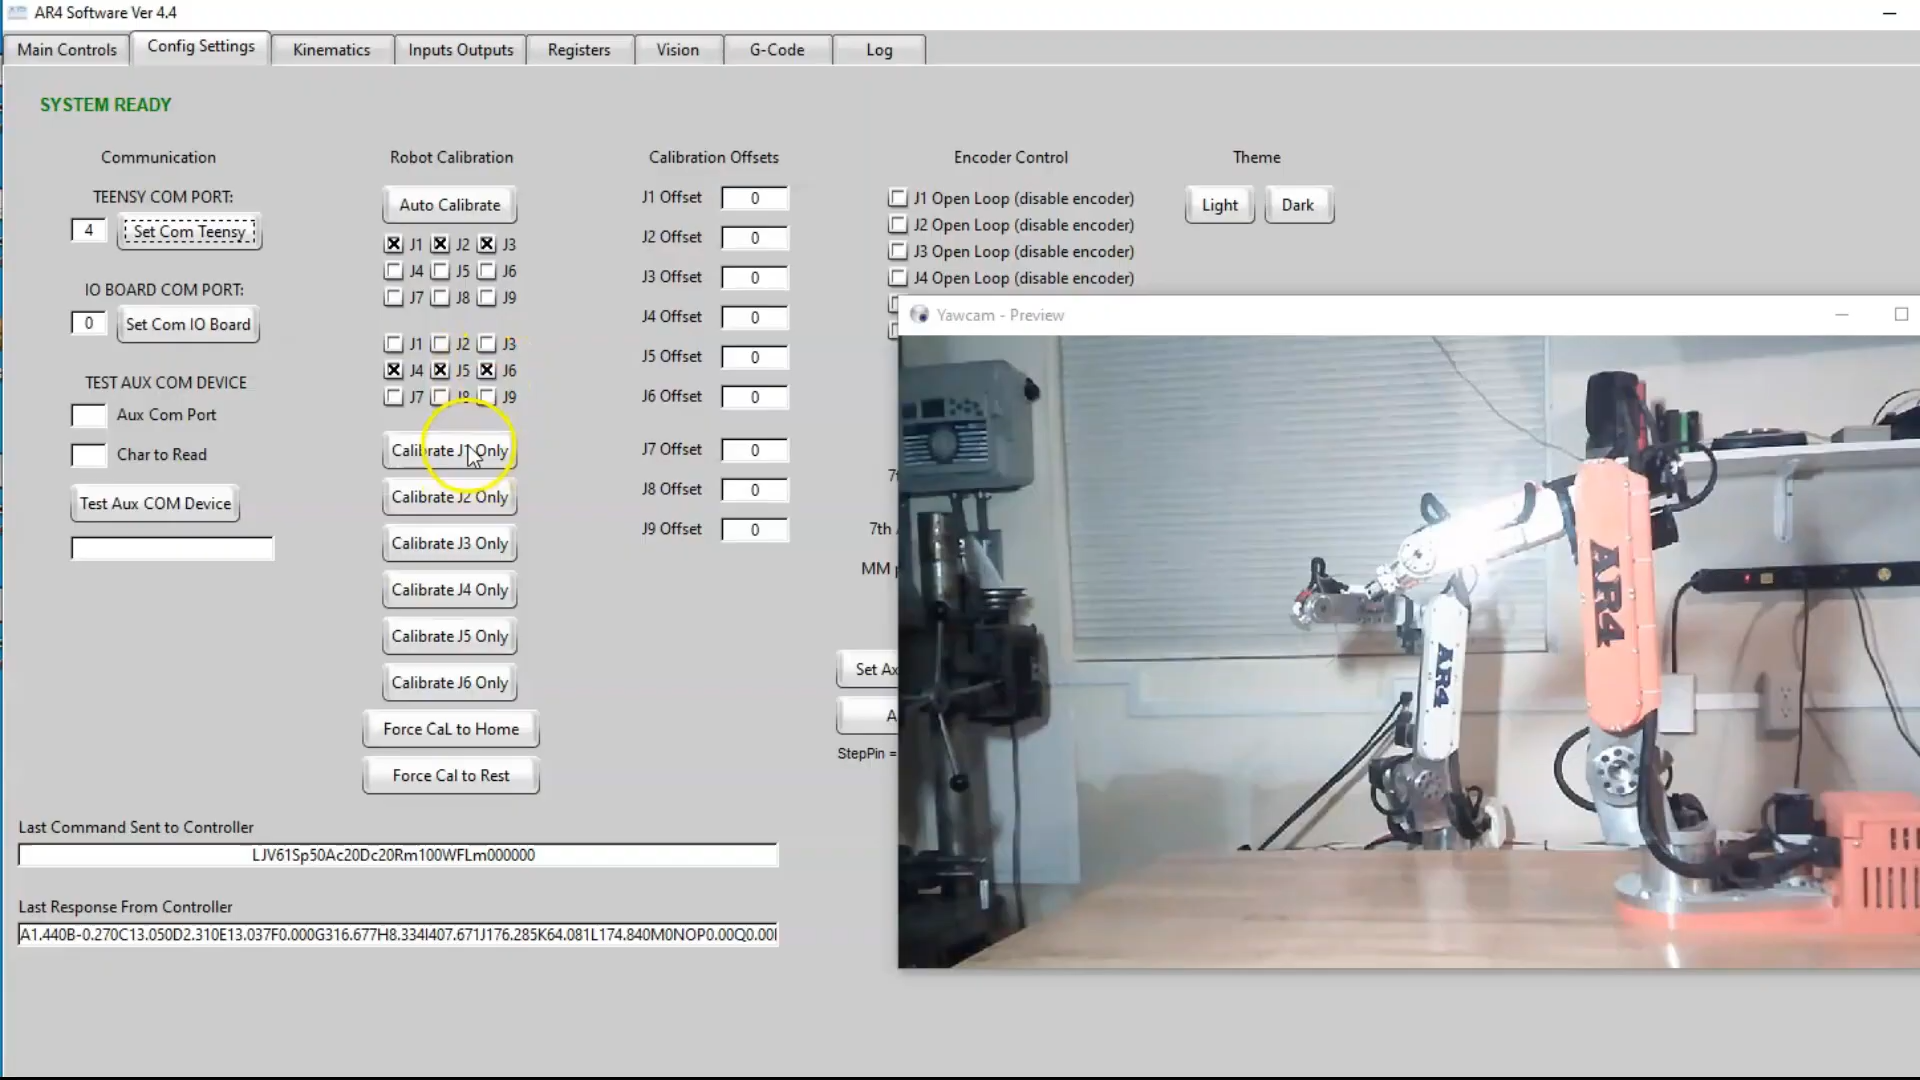 AR4 Software Ver 4.4
Main Controls
Config Settings
Kinematics
Inputs Outputs
Registers
Vision
G-Code
Log
SYSTEM READY
Communication
TEENSY COM PORT:
4
Set Com Teensy
IO BOARD COM PORT:
0
Set Com IO Board
TEST AUX COM DEVICE
Aux Com Port
Char to Read
Test Aux COM Device
Robot Calibration
Auto Calibrate
J1 J2 J3
J4 J5 J6
J7 J8 J9
J1 J2 J3
J4 J5 J6
J7 J8 J9
Calibrate J1 Only
Calibrate J2 Only
Calibrate J3 Only
Calibrate J4 Only
Calibrate J5 Only
Calibrate J6 Only
Force CaL to Home
Force Cal to Rest
Calibration Offsets
J1 Offset 0
J2 Offset 0
J3 Offset 0
J4 Offset 0
J5 Offset 0
J6 Offset 0
J7 Offset 0
J8 Offset 0
J9 Offset 0
Encoder Control
J1 Open Loop (disable encoder)
J2 Open Loop (disable encoder)
J3 Open Loop (disable encoder)
J4 Open Loop (disable encoder)
Theme
Light
Dark
7th
MM
Set Ax
A
StepPin =
Yawcam - Preview
AR4
AR4
Last Command Sent to Controller
LJV61Sp50Ac20Dc20Rm100WFLm000000
Last Response From Controller
A1.440B-0.270C13.050D2.310E13.037F0.000G316.677H8.334I407.671J176.285K64.081L174.840M0NOP0.00Q0.00